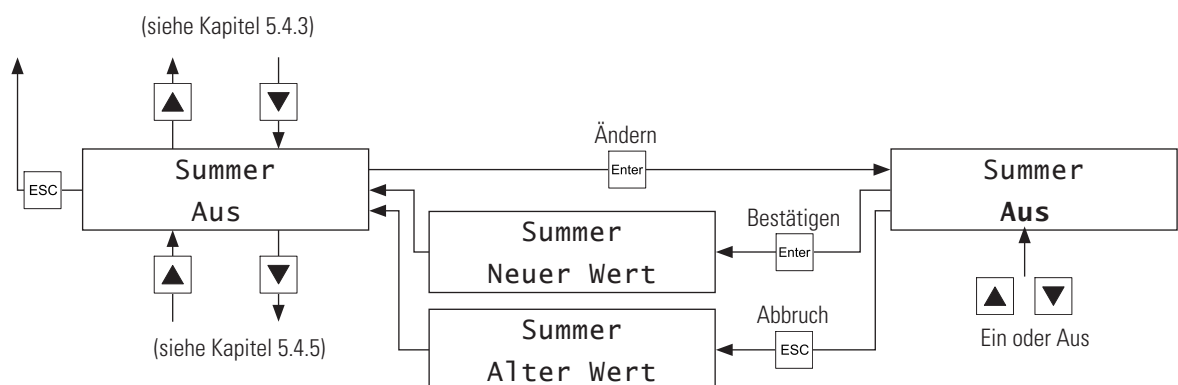 (siehe Kapitel 5.4.3)
Ändern
Enter
Summer
Aus
ESC
Summer
Aus
Bestätigen
Enter
Summer
Neuer Wert
Abbruch
ESC
Summer
Alter Wert
Ein oder Aus
(siehe Kapitel 5.4.5)